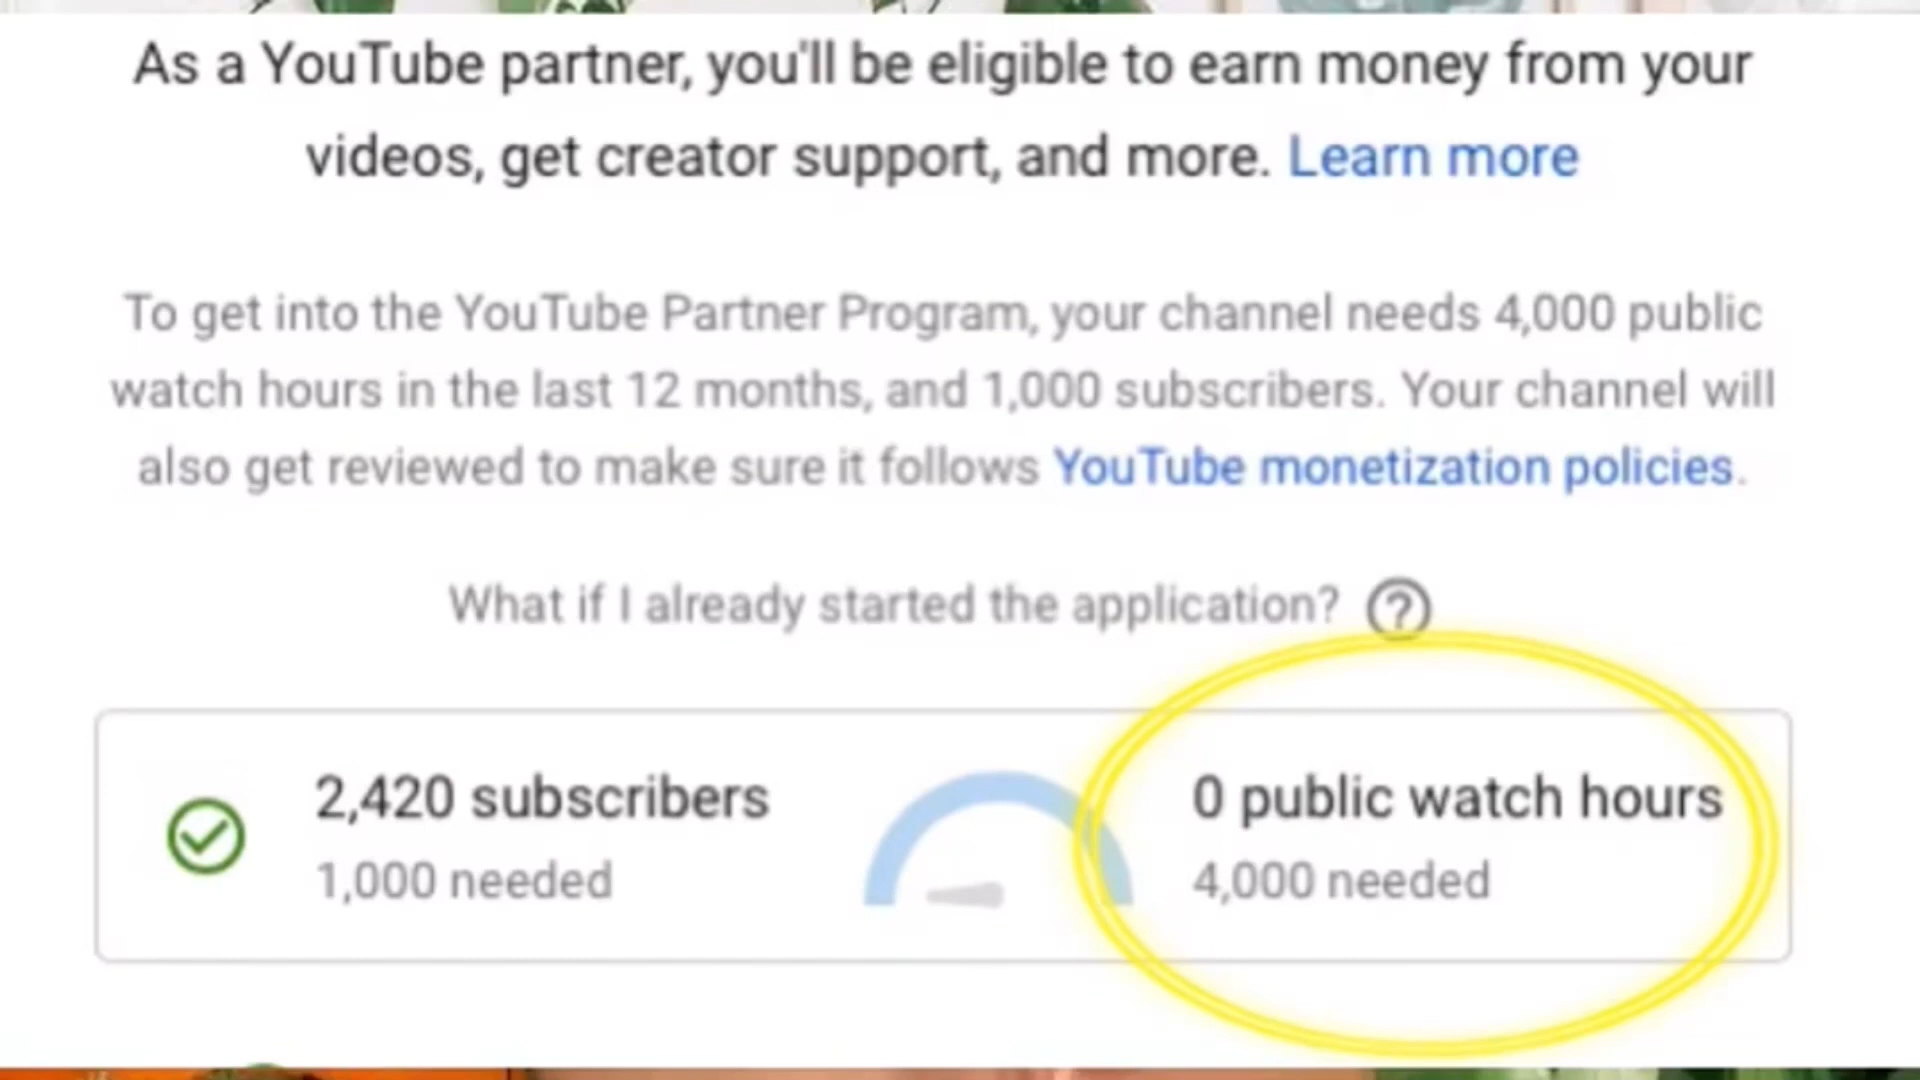 As a YouTube partner, you'll be eligible to earn money from your
videos, get creator support, and more. Learn more
To get into the YouTube Partner Program, your channel needs 4,000 public
watch hours in the last 12 months, and 1,000 subscribers. Your channel will
also get reviewed to make sure it follows YouTube monetization policies.
What if I already started the application? ?
2,420 subscribers
1,000 needed
0 public watch hours
4,000 needed